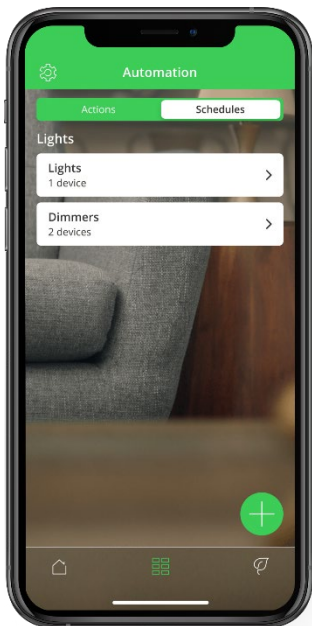 Automation
Actions
Schedules
Lights
Lights
1 device
Dimmers
2 devices